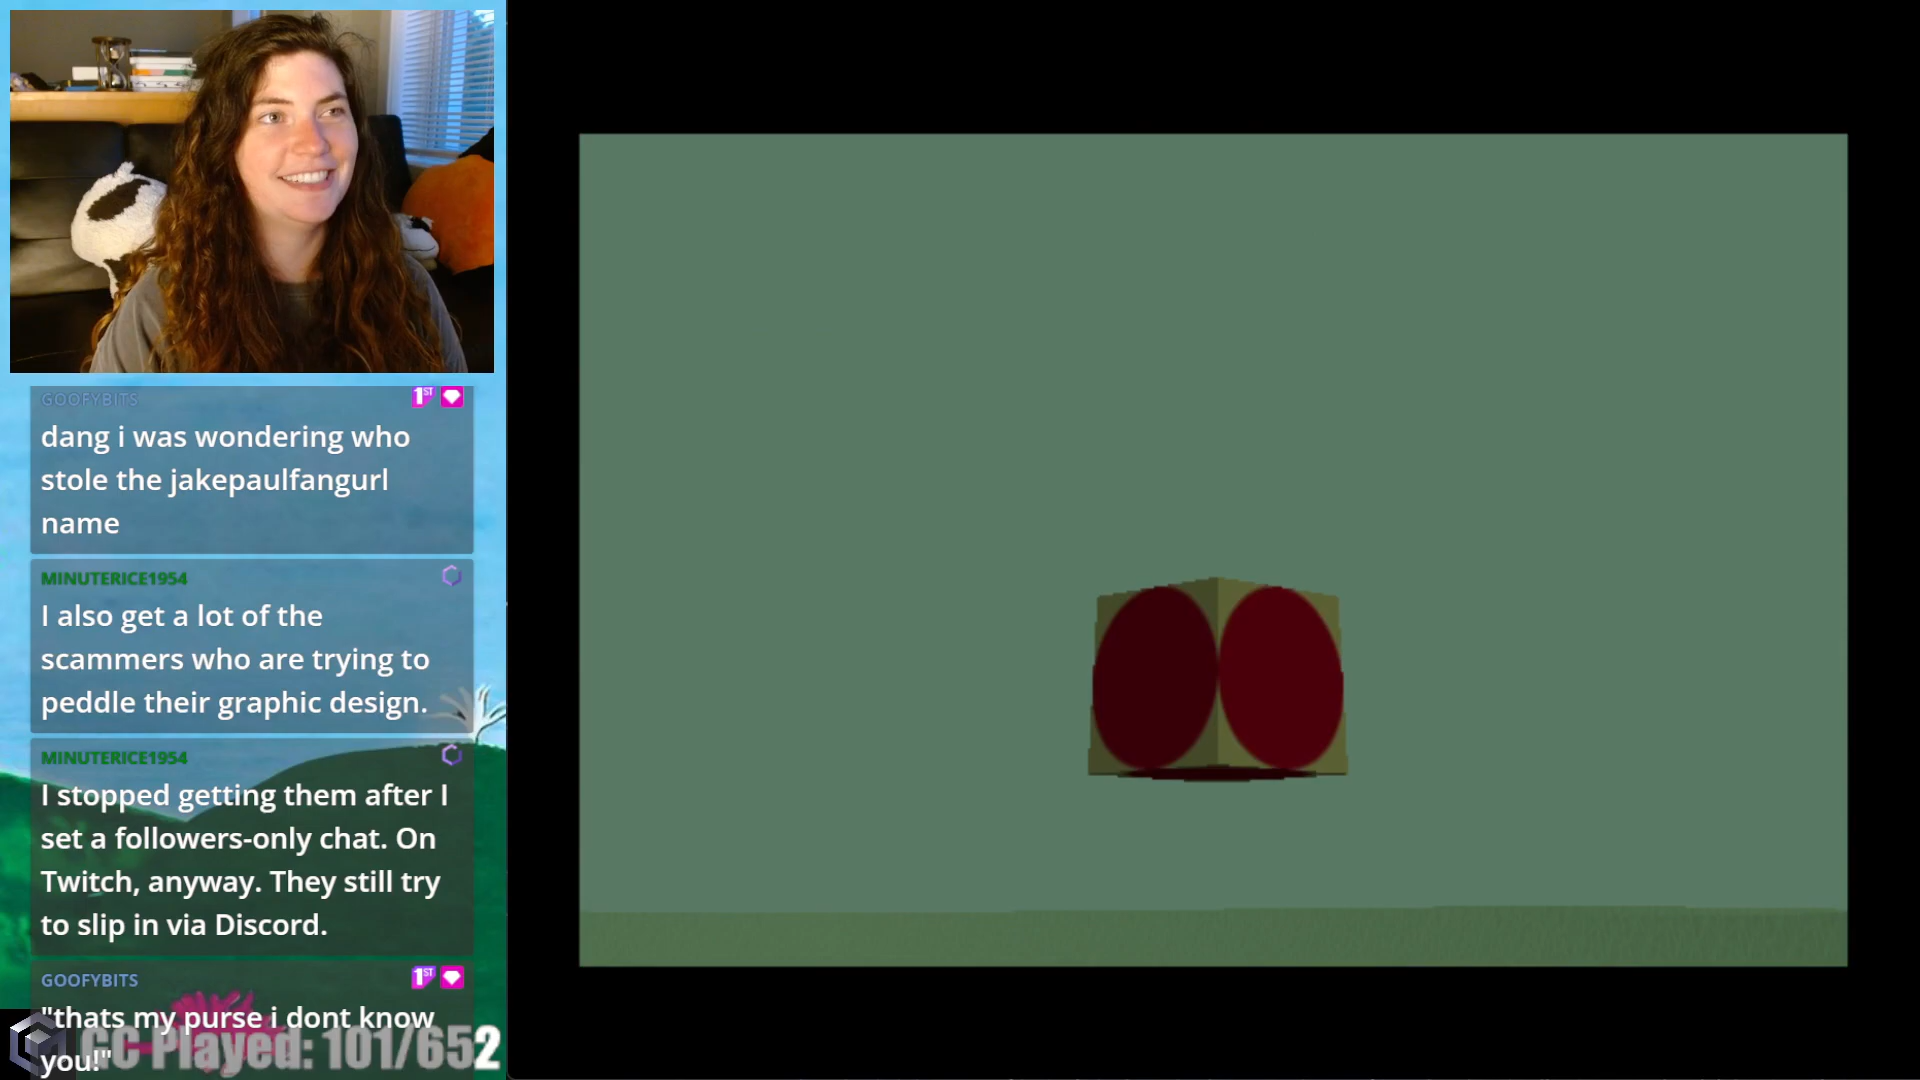 GOOFYBITS
dang i was wondering who
stole the jakepaulfangurl
name
MINUTERICE1954
I also get a lot of the
scammers who are trying to
peddle their graphic design.
MINUTERICE1954
I stopped getting them after I
set a followers-only chat. On
Twitch, anyway. They still try
to slip in via Discord.
GOOFYBITS
"thats my purse i dont know
you!"
GC Played: 101/652